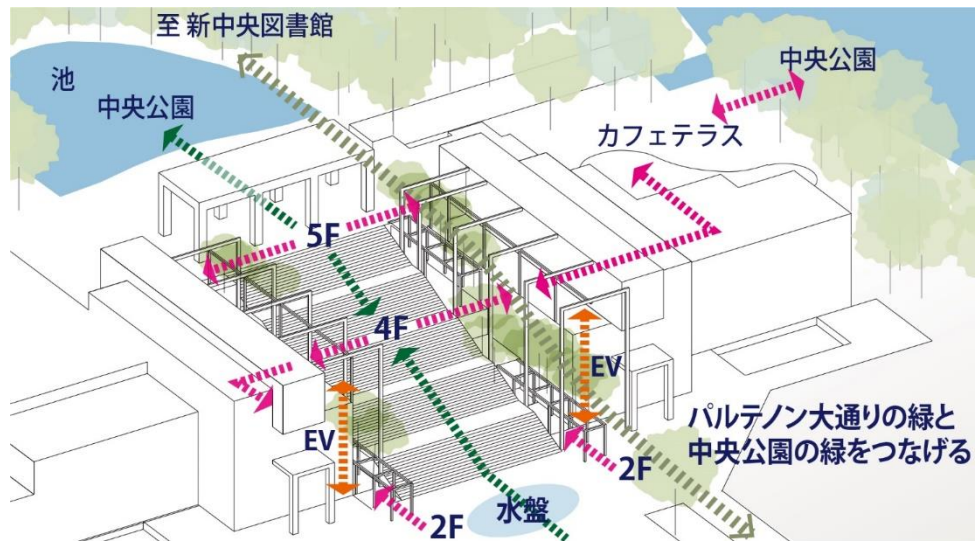 至 新中央図書館
池
中央公園
中央公園
カフェテラス
5F
4F
EV
EV
パルテノン大通りの緑と
中央公園の緑をつなげる
2F
2F
水盤